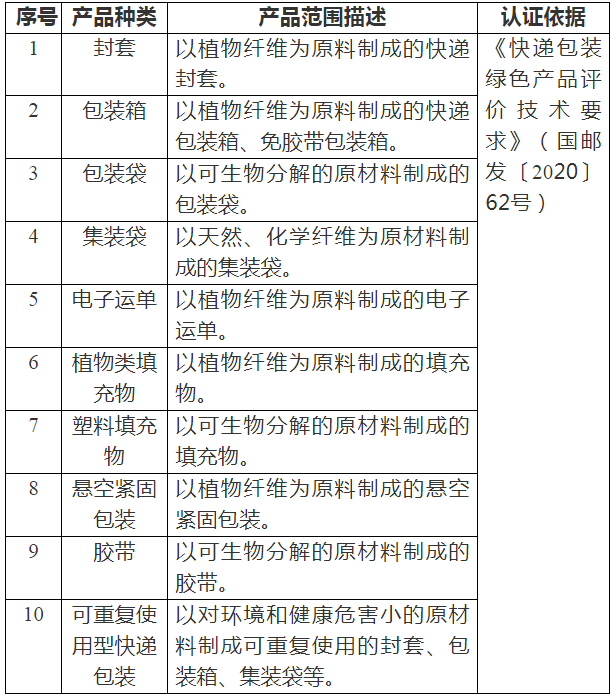 序号 产品种类 产品范围描述 认证依据
1 封套 以植物纤维为原料制成的快递
封套。
2 包装箱 以植物纤维为原料制成的快递
包装箱、免胶带包装箱。
3 包装袋 以可生物分解的原材料制成的
包装袋。
4 集装袋 以天然、化学纤维为原材料制
成的集装袋。
5 电子运单 以植物纤维为原料制成的电子
运单。
6 植物类填
充物
以植物纤维为原料制成的填充
物。
7 塑料填充
物
以可生物分解的原材料制成的
填充物。
8 悬空紧固
包装
以植物纤维为原料制成的悬空
紧固包装。
9 胶带 以可生物分解的原材料制成的
胶带。
10 可重复使
用型快递
包装
以对环境和健康危害小的原材
料制成可重复使用的封套、包
装箱、集装袋等。
《快递包装
绿色产品评
价技术要
求》（国邮
发〔2020〕
62号）